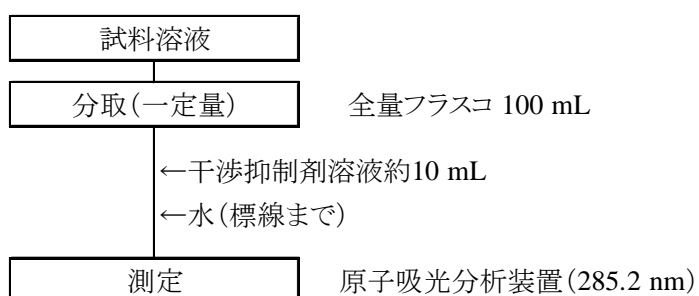 試料溶液
分取(一定量) 全量フラスコ 100 mL
←干渉抑制剤溶液約10 mL
←水(標線まで)
測定 原子吸光分析装置(285.2 nm)